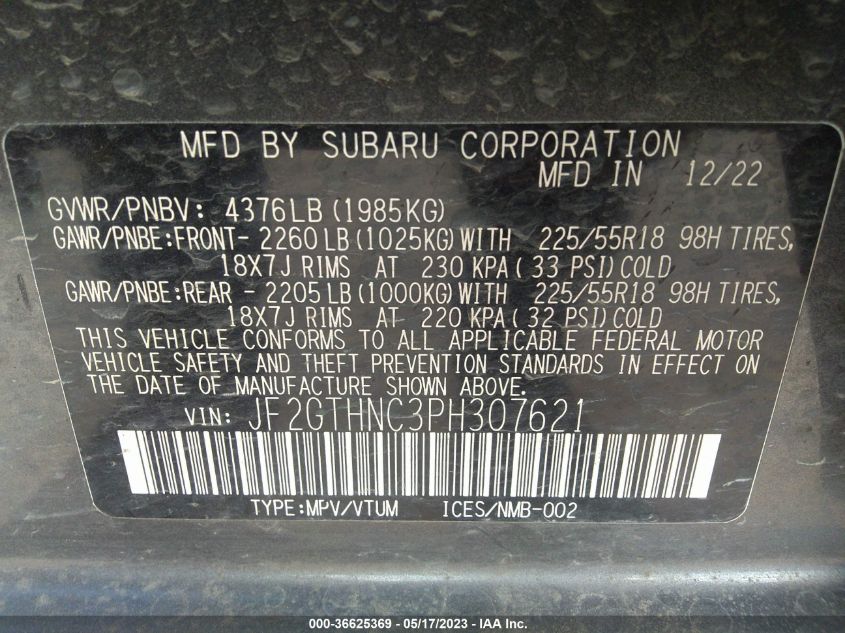 MFD BY SUBARU CORPORATION
MFD IN 12/22
GVWR/PNBV: 4376LB (1985KG)
GAWR/PNBE:FRONT- 2260 LB (1025KG) WITH 225/55R18 98H TIRES,
18X7J RIMS AT 230 KPA ( 33 PSI) COLD
GAWR/PNBE:REAR - 2205 LB (1000KG) WITH 225/55R18 98H TIRES,
18X7J RIMS AT 220 KPA ( 32 PSI) COLD
THIS VEHICLE CONFORMS TO ALL APPLICABLE FEDERAL MOTOR
VEHICLE SAFETY AND THEFT PREVENTION STANDARDS IN EFFECT ON
THE DATE OF MANUFACTURE SHOWN ABOVE.
VIN: JF2GTHNC3PH307621
TYPE:MPV/VTUM ICES/NMB-002
000-36625369 - 05/17/2023 - IAA Inc.